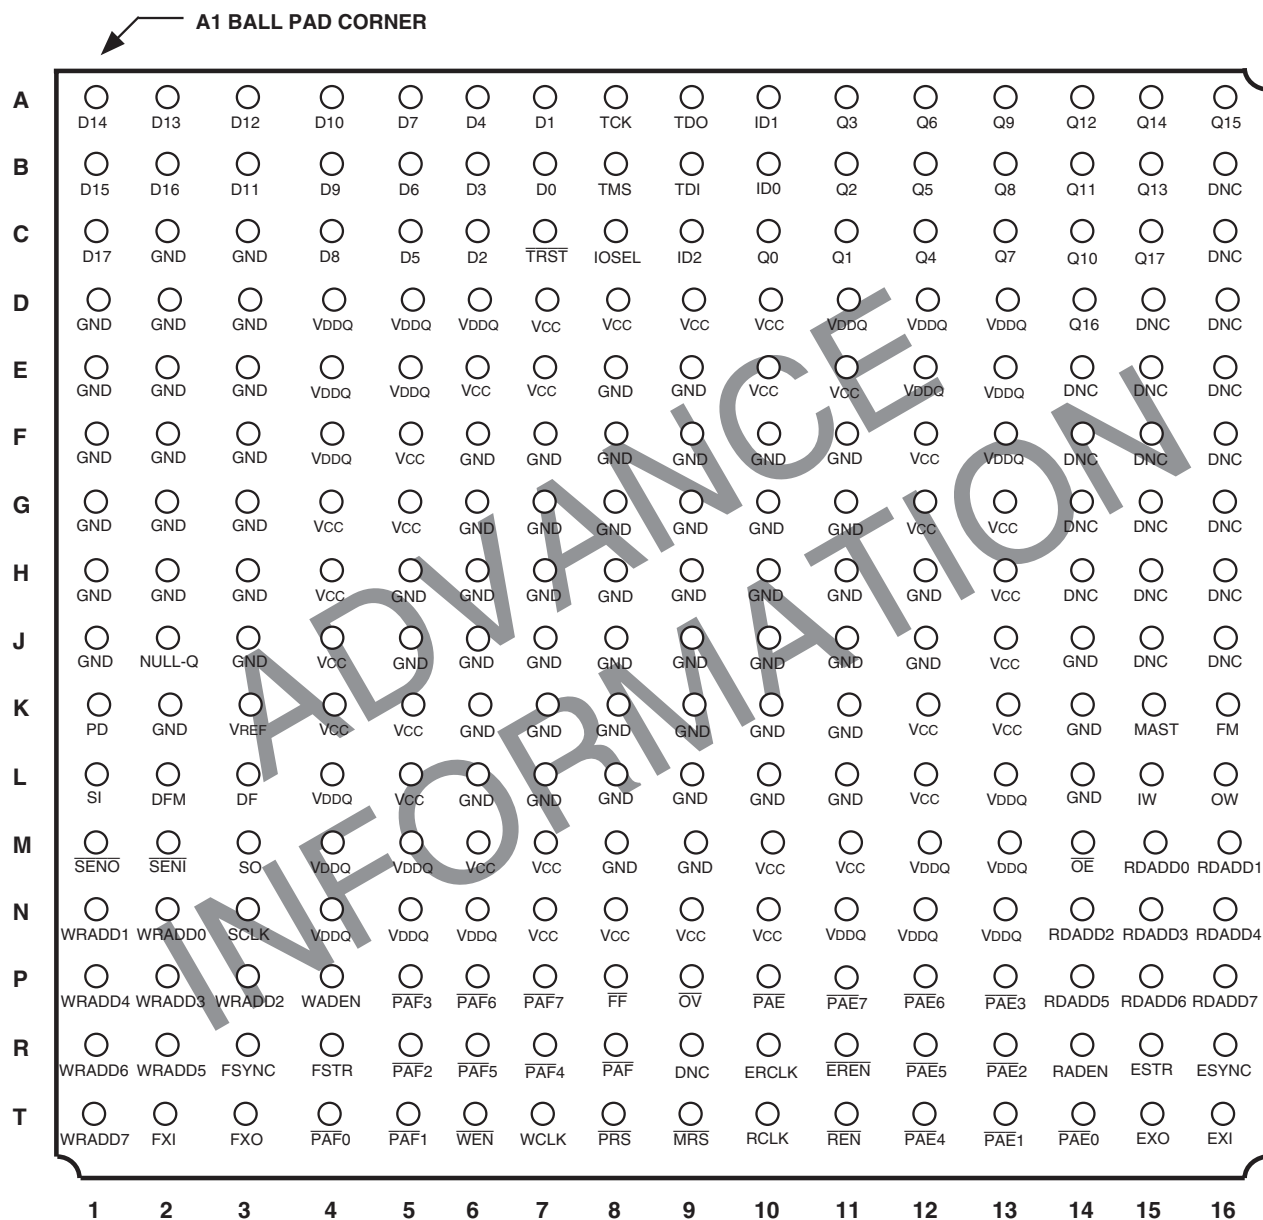 A1 BALL PAD CORNER
A
D14 D13 D12 D10 D7 D4 D1 TCK TDO ID1 Q3 Q6 Q9 Q12 Q14 Q15
B
D15 D16 D11 D9 D6 D3 D0 TMS TDI ID0 Q2 Q5 Q8 Q11 Q13 DNC
C
D17 GND GND D8 D5 D2 TRST IOSEL ID2 Q0 Q1 Q4 Q7 Q10 Q17 DNC
D
GND GND GND VDDQ VDDQ VDDQ VCC VCC VCC VCC VDDQ VDDQ VDDQ Q16 DNC DNC
E
GND GND GND VDDQ VDDQ VCC VCC GND GND VCC VCC VDDQ VDDQ DNC DNC DNC
F
GND GND GND VDDQ VCC GND GND GND GND GND GND VCC VDDQ DNC DNC DNC
G
GND GND GND VCC VCC GND GND GND GND GND GND VCC VCC DNC DNC DNC
H
GND GND GND VCC GND GND GND GND GND GND GND GND VCC DNC DNC DNC
J
GND NULL-Q GND VCC GND GND GND GND GND GND GND GND VCC GND DNC DNC
K
PD GND VREF VCC VCC GND GND GND GND GND GND VCC VCC GND MAST FM
L
SI DFM DF VDDQ VCC GND GND GND GND GND GND VCC VDDQ GND IW OW
M
SENO SENI SO VDDQ VDDQ VCC VCC GND GND VCC VCC VDDQ VDDQ OE RDADD0 RDADD1
N
WRADD1 WRADD0 SCLK VDDQ VDDQ VDDQ VCC VCC VCC VCC VDDQ VDDQ VDDQ RDADD2 RDADD3 RDADD4
P
WRADD4 WRADD3 WRADD2 WADEN PAF3 PAF6 PAF7 FF OV PAE PAE7 PAE6 PAE3 RDADD5 RDADD6 RDADD7
R
WRADD6 WRADD5 FSYNC FSTR PAF2 PAF5 PAF4 PAF DNC ERCLK EREN PAE5 PAE2 RADEN ESTR ESYNC
T
WRADD7 FXI FXO PAF0 PAF1 WEN WCLK PRS MRS RCLK REN PAE4 PAE1 PAE0 EXO EXI
1 2 3 4 5 6 7 8 9 10 11 12 13 14 15 16
ADVANCE
INFORMATION